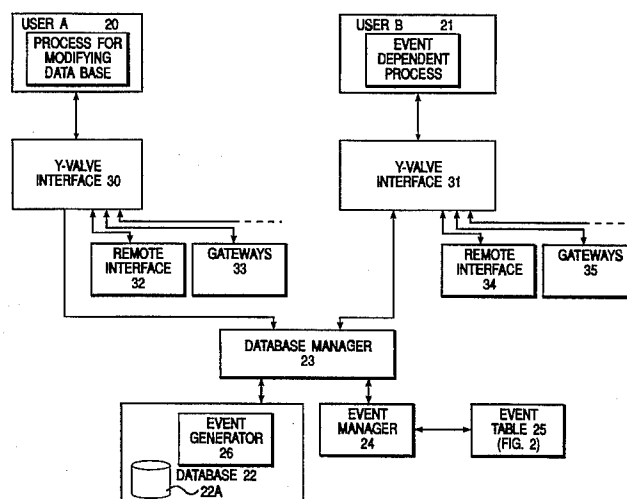 USER A 20
PROCESS FOR
MODIFYING
DATA BASE
USER B 21
EVENT
DEPENDENT
PROCESS
Y-VALVE
INTERFACE 30
Y-VALVE
INTERFACE 31
REMOTE
INTERFACE
32
GATEWAYS
33
REMOTE
INTERFACE
34
GATEWAYS
35
DATABASE MANAGER
23
EVENT
GENERATOR
26
DATABASE 22
22A
EVENT
MANAGER
24
EVENT
TABLE 25
(FIG. 2)